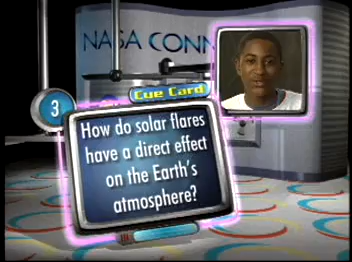 NASA CONN
Cue Card
3
How do solar flares
have a direct effect
on the Earth's
atmosphere?